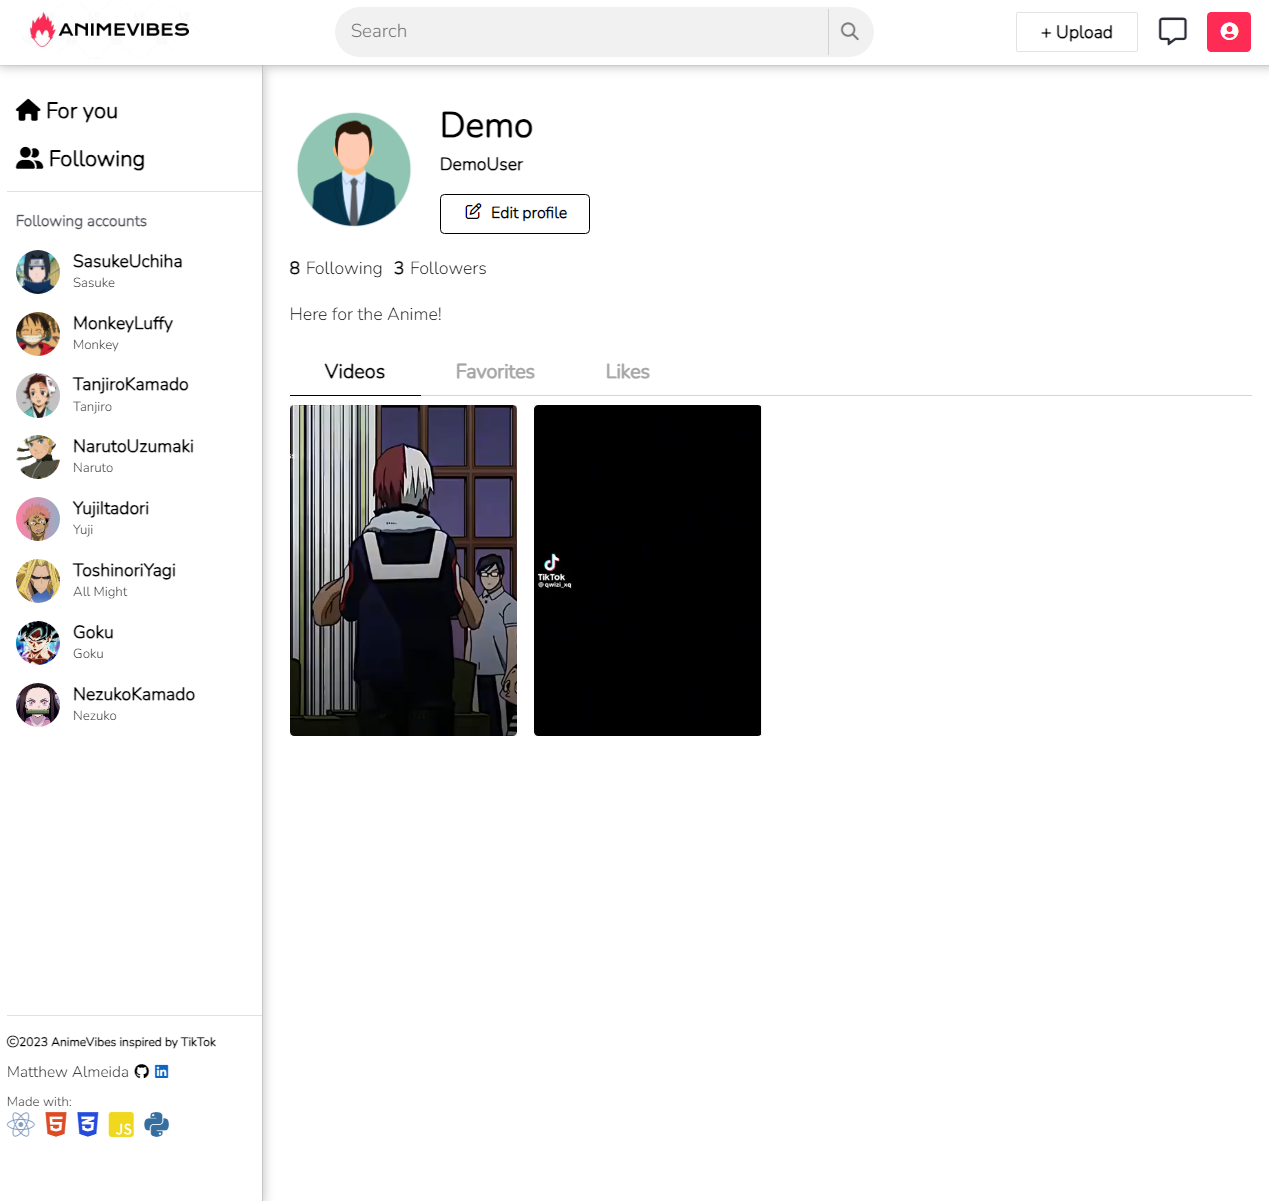 ANIMEVIBES
Search
+ Upload
For you
Following
Following accounts
SasukeUchiha
Sasuke
MonkeyLuffy
Monkey
TanjiroKamado
Tanjiro
NarutoUzumaki
Naruto
YujiItadori
Yuji
ToshinoriYagi
All Might
Goku
Goku
NezukoKamado
Nezuko
©2023 AnimeVibes inspired by TikTok
Matthew Almeida
Made with:
JS
Demo
DemoUser
Edit profile
8 Following 3 Followers
Here for the Anime!
Videos Favorites Likes
TikTok
@qwizi_xq